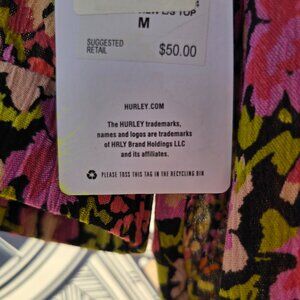 TOP
M
SUGGESTED
RETAIL
$50.00
HURLEY.COM
The HURLEY trademarks,
names and logos are trademarks
of HRLY Brand Holdings LLC
and its affiliates.
PLEASE TOSS THIS TAG IN THE RECYCLING BIN